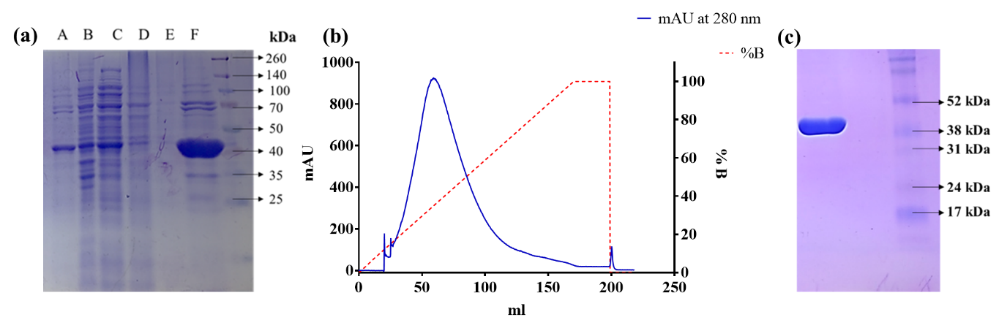 (a) A B C D E F kDa
260
140
100
70
50
40
35
25
(b)
mAU at 280 nm
%B
1000
800
600
400
200
0
mAU
0 50 100 150 200 250
ml
100
80
60
40
20
0
% B
(c)
52 kDa
38 kDa
31 kDa
24 kDa
17 kDa